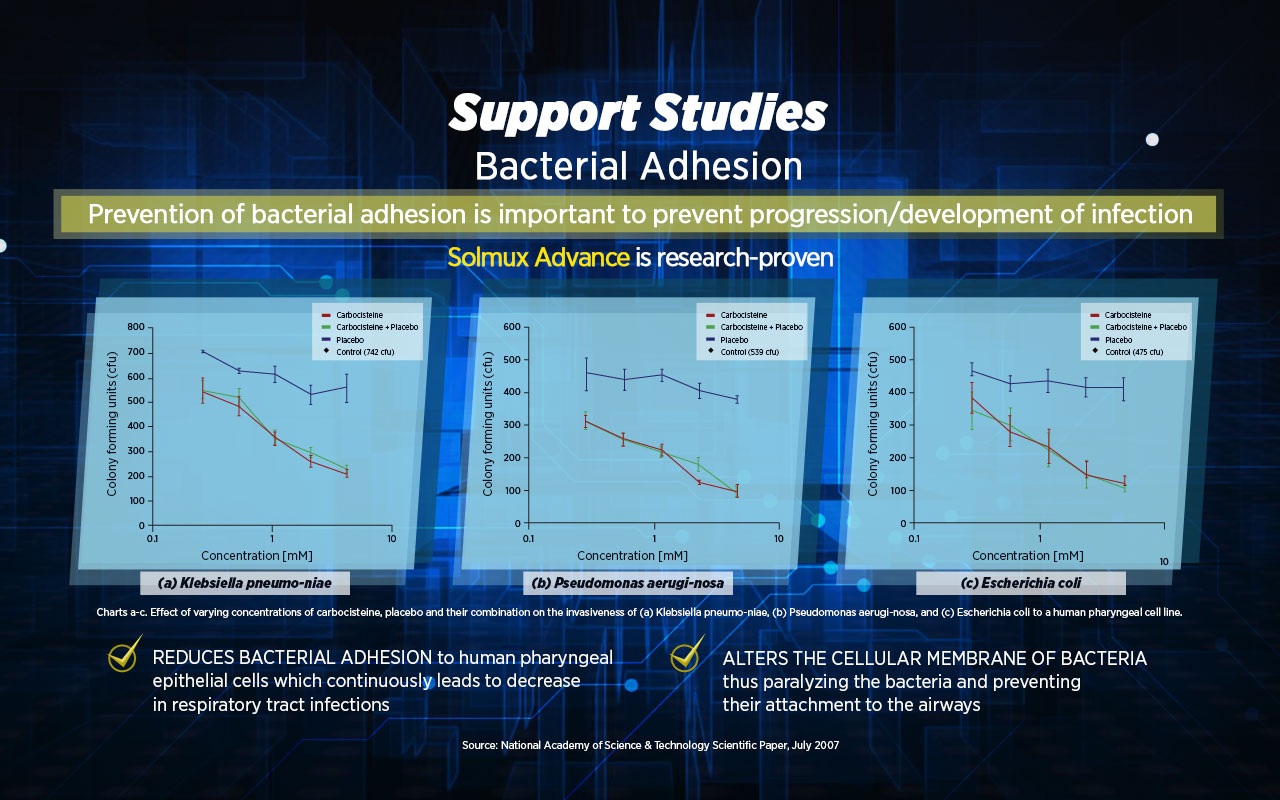 Support Studies
Bacterial Adhesion
Prevention of bacterial adhesion is important to prevent progression/development of infection
Solmux Advance is research-proven
Carbocisteine
Carbocisteine + Placebo
Placebo
Control (742 cfu)
Colony forming units (cfu)
800
700
600
500
400
300
200
100
0
0.1
1
10
Concentration [mM]
(a) Klebsiella pneumo-niae
Carbocisteine
Carbocisteine + Placebo
Placebo
Control (539 cfu)
Colony forming units (cfu)
600
500
400
300
200
100
0
0.1
1
10
Concentration [mM]
(b) Pseudomonas aerugi-nosa
Carbocisteine
Carbocisteine + Placebo
Placebo
Control (475 cfu)
Colony forming units (cfu)
600
500
400
300
200
100
0
0.1
1
10
Concentration [mM]
(c) Escherichia coli
Charts a-c. Effect of varying concentrations of carbocisteine, placebo and their combination on the invasiveness of (a) Klebsiella pneumo-niae, (b) Pseudomonas aerugi-nosa, and (c) Escherichia coli to a human pharyngeal cell line.
REDUCES BACTERIAL ADHESION to human pharyngeal
epithelial cells which continuously leads to decrease
in respiratory tract infections
ALTERS THE CELLULAR MEMBRANE OF BACTERIA
thus paralyzing the bacteria and preventing
their attachment to the airways
Source: National Academy of Science & Technology Scientific Paper, July 2007